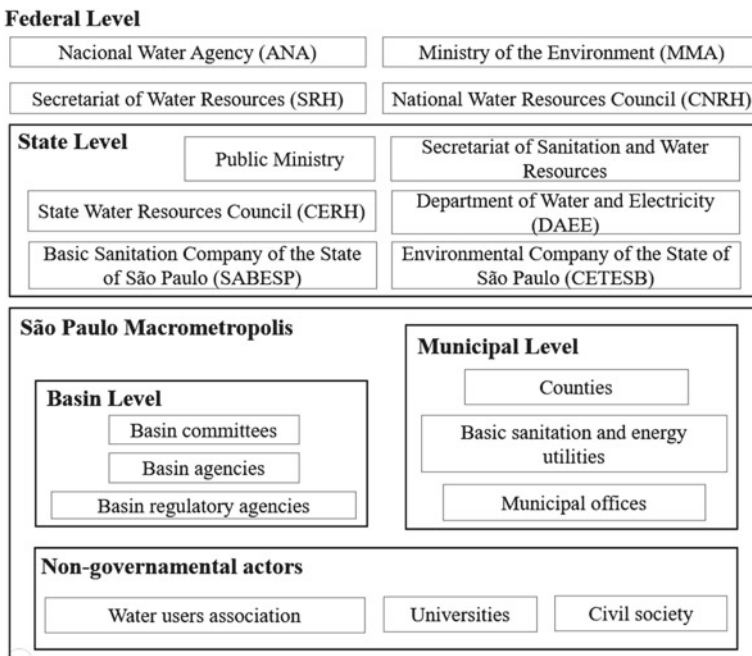 Federal Level
Nacional Water Agency (ANA)
Ministry of the Environment (MMA)
Secretariat of Water Resources (SRH)
National Water Resources Council (CNRH)
State Level
Public Ministry
Secretariat of Sanitation and Water
Resources
State Water Resources Council (CERH)
Department of Water and Electricity
(DAEE)
Basic Sanitation Company of the State
of São Paulo (SABESP)
Environmental Company of the State of
São Paulo (CETESB)
São Paulo Macrometropolis
Basin Level
Basin committees
Basin agencies
Basin regulatory agencies
Municipal Level
Counties
Basic sanitation and energy
utilities
Municipal offices
Non-governamental actors
Water users association
Universities
Civil society